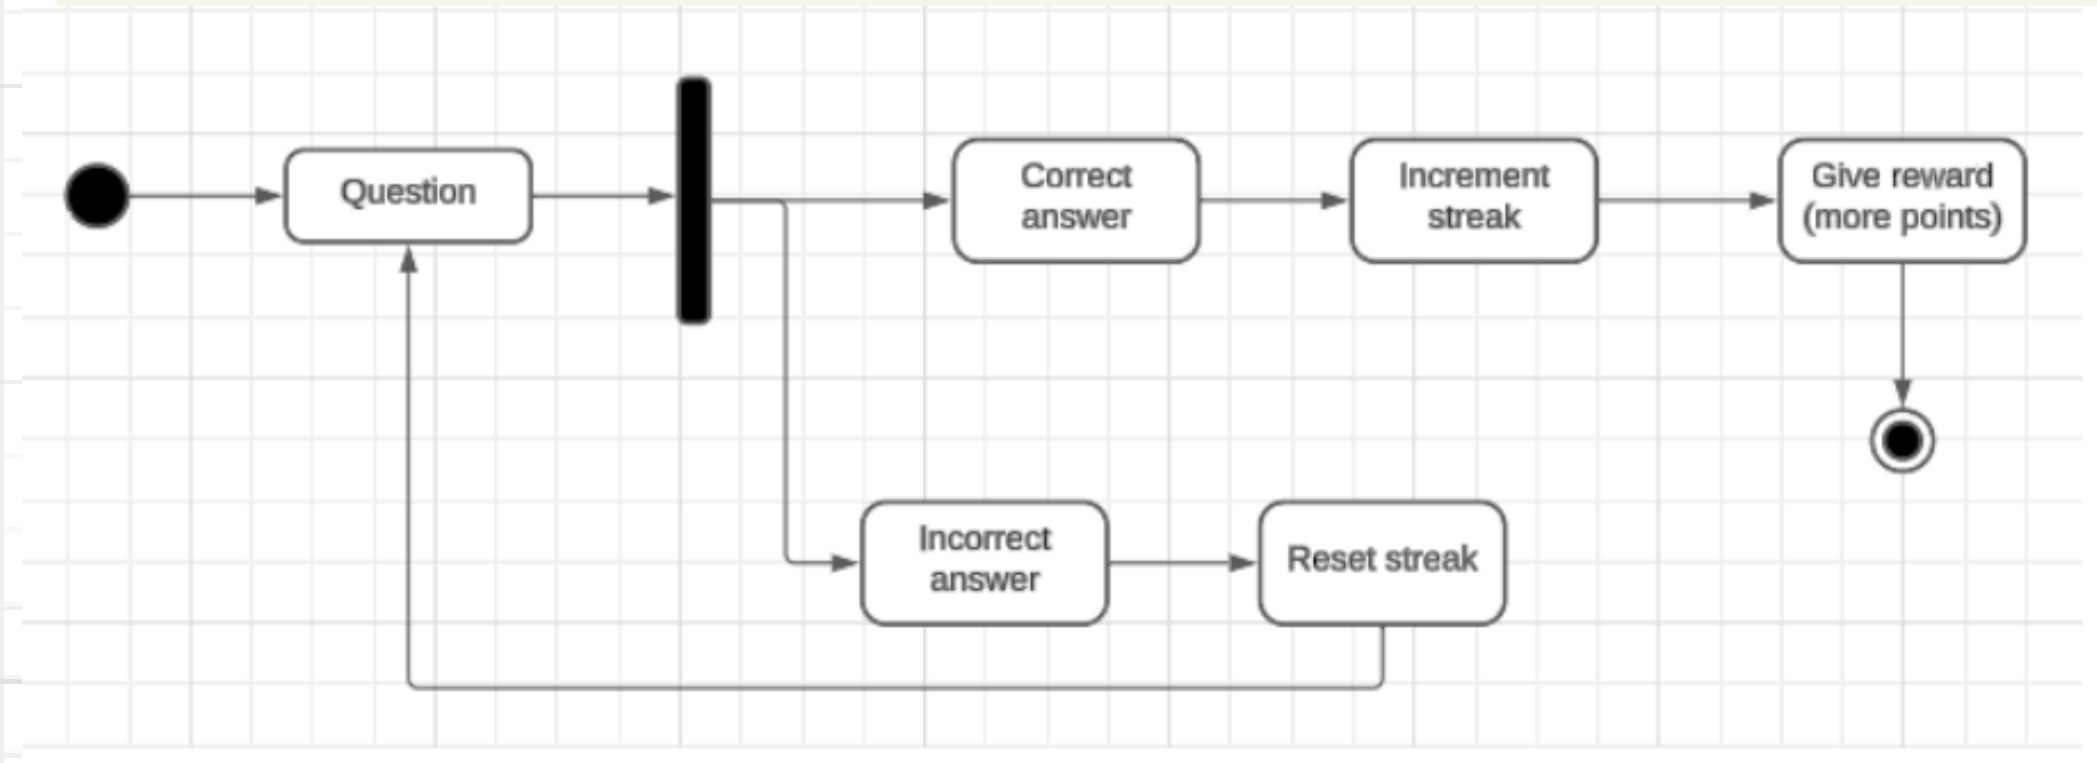 Question
Correct
answer
Increment
streak
Give reward
(more points)
Incorrect
answer
Reset streak